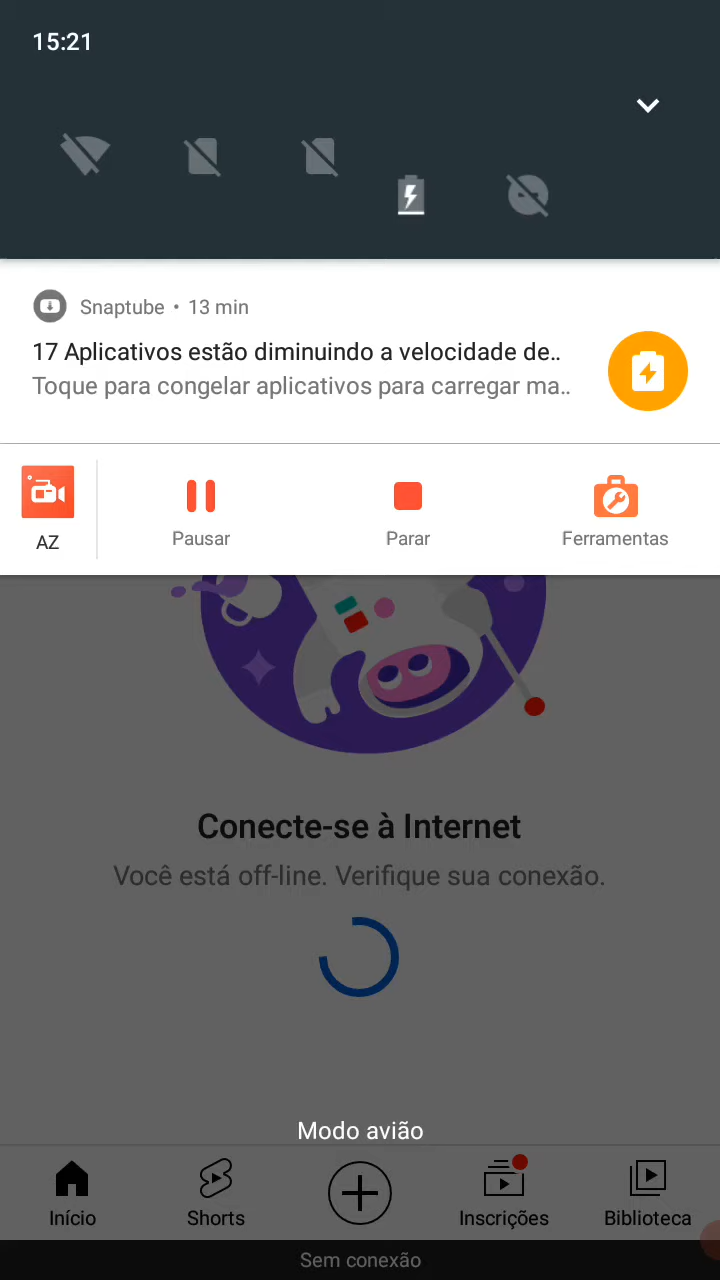 15:21
Snaptube • 13 min
17 Aplicativos estão diminuindo a velocidade de..
Toque para congelar aplicativos para carregar ma..
AZ
Pausar
Parar
Ferramentas
Conecte-se à Internet
Você está off-line. Verifique sua conexão.
Modo avião
Início
Shorts
Inscrições
Biblioteca
Sem conexão